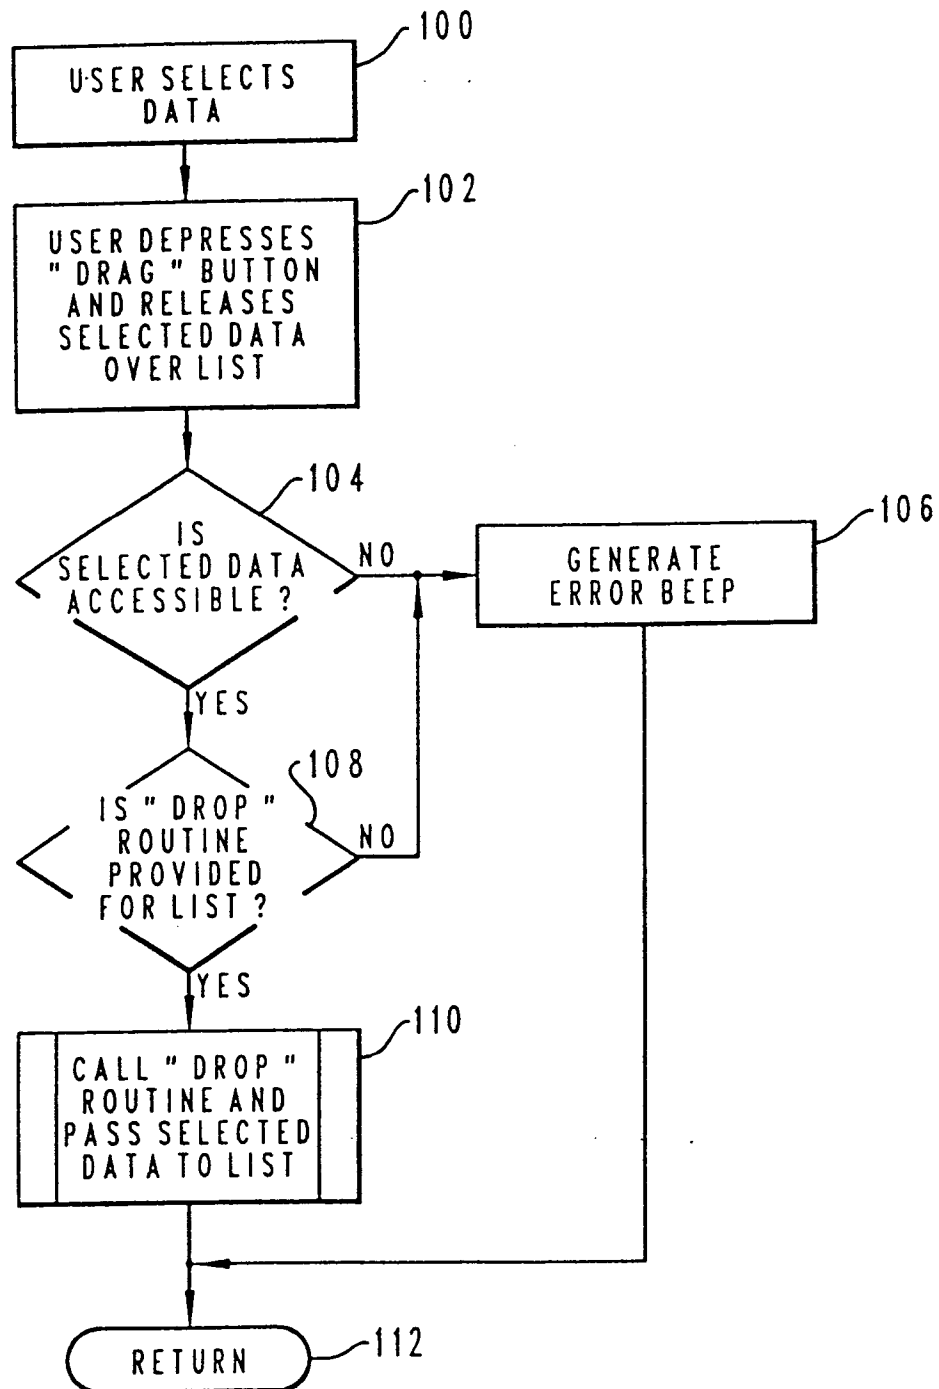 100
USER SELECTS
DATA
102
USER DEPRESSES
" DRAG " BUTTON
AND RELEASES
SELECTED DATA
OVER LIST
104
IS
SELECTED DATA
ACCESSIBLE ?
NO
106
GENERATE
ERROR BEEP
YES
108
IS " DROP "
ROUTINE
PROVIDED
FOR LIST ?
NO
YES
110
CALL " DROP "
ROUTINE AND
PASS SELECTED
DATA TO LIST
RETURN
112